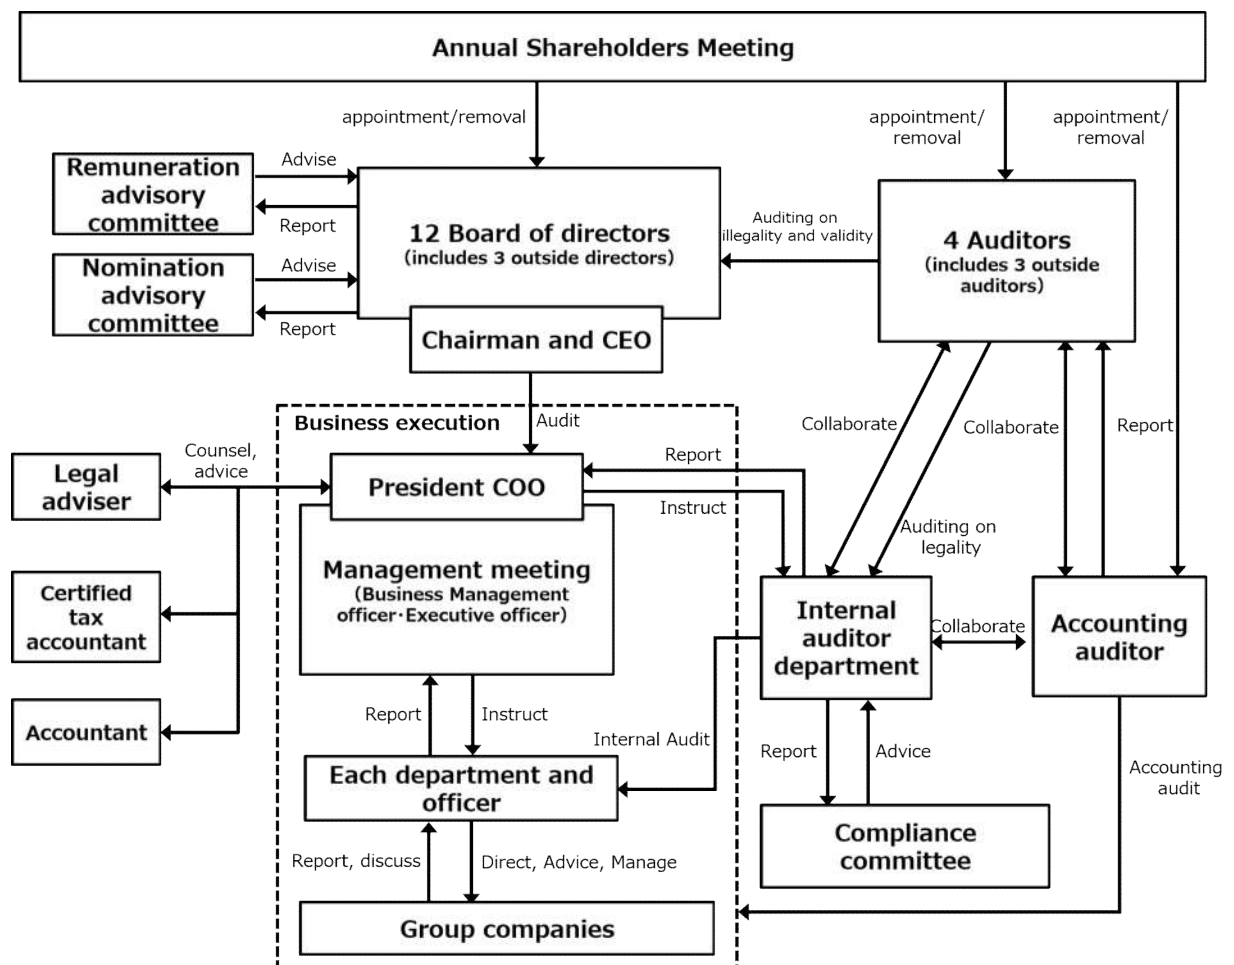 Annual Shareholders Meeting
appointment/removal
appointment/
removal
appointment/
removal
Remuneration
advisory
committee
Advise
Report
Nomination
advisory
committee
Advise
Report
12 Board of directors
(includes 3 outside directors)
Auditing on
illegality and validity
4 Auditors
(includes 3 outside
auditors)
Chairman and CEO
Audit
Business execution
Collaborate
Collaborate
Report
Counsel,
advice
Legal
adviser
President COO
Report
Instruct
Auditing on
legality
Management meeting
(Business Management
officer・Executive officer)
Certified
tax
accountant
Internal
auditor
department
Collaborate
Accounting
auditor
Accountant
Report
Instruct
Internal Audit
Report
Advice
Accounting
audit
Each department and
officer
Compliance
committee
Report, discuss
Direct, Advice, Manage
Group companies